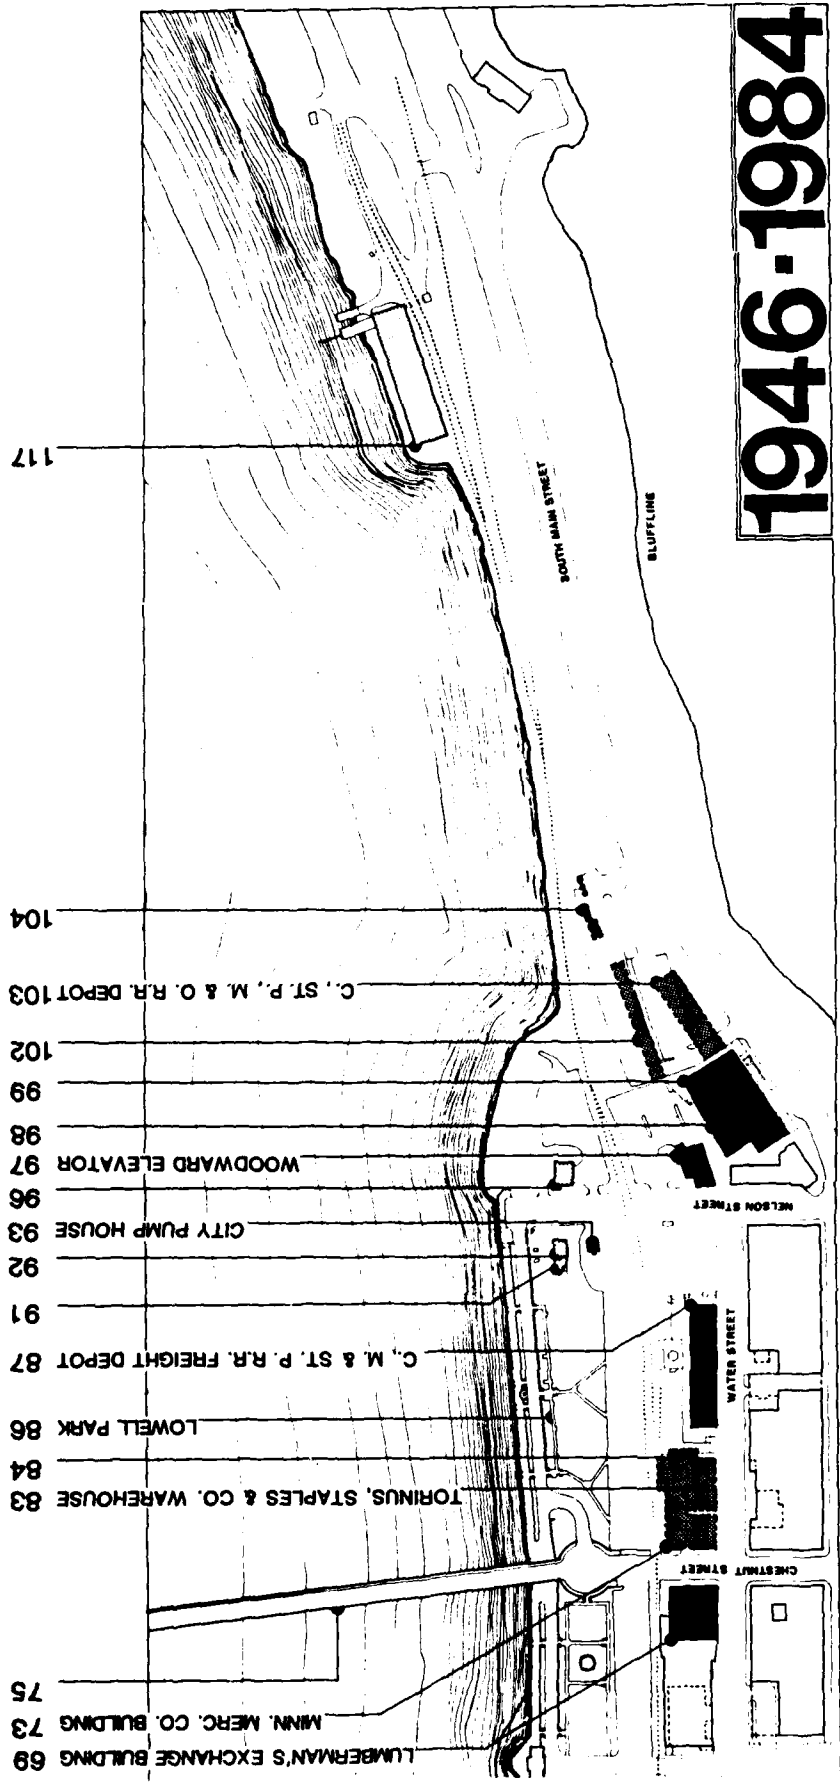 1946-1984
117
SOUTH MAIN STREET
BLUFFLINE
104
C., ST. P., M. & O. R.R. DEPOT 103
102
99
98
WOODWARD ELEVATOR 97
96
NELSON STREET
CITY PUMP HOUSE 93
92
91
WATER STREET
C., M. & ST. P. R.R. FREIGHT DEPOT 87
LOWELL PARK 86
84
TORINUS, STAPLES & CO. WAREHOUSE 83
CHESTNUT STREET
75
MINN. MERC. CO. BUILDING 73
LUMBERMAN'S EXCHANGE BUILDING 69